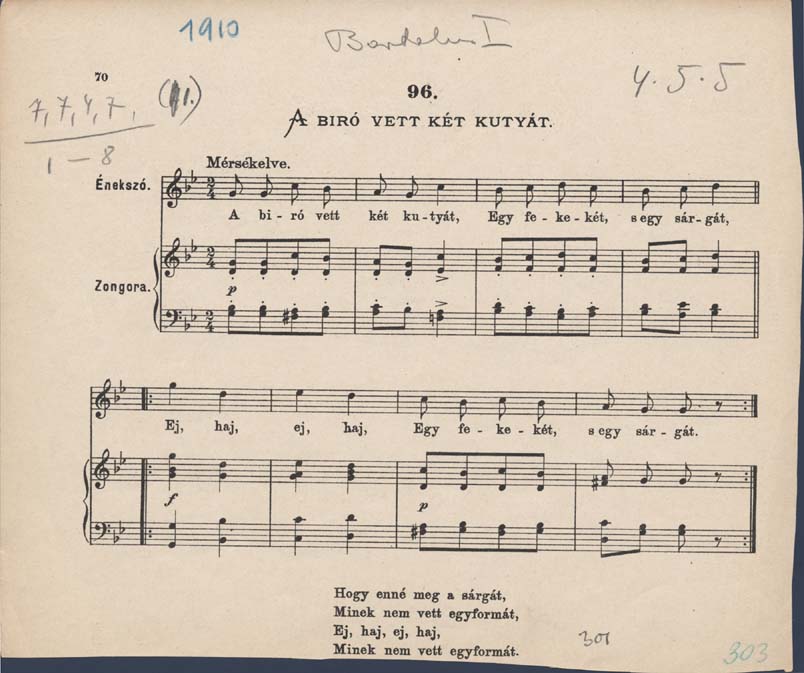 1910
70
4.5.5
96.
7,7,4,7,
1-8
A BIRÓ VETT KÉT KUTYÁT.
Mérsékelve.
Énekszó.
A bi-ró vett két ku-tyát, Egy fe-ke-két, s egy sár-gát,
Zongora.
p
Ej, haj, ej, haj, Egy fe-ke-két, s egy sár-gát.
f p
Hogy enné meg a sárgát,
Minek nem vett egyformát,
Ej, haj, ej, haj,
Minek nem vett egyformát.
301
303